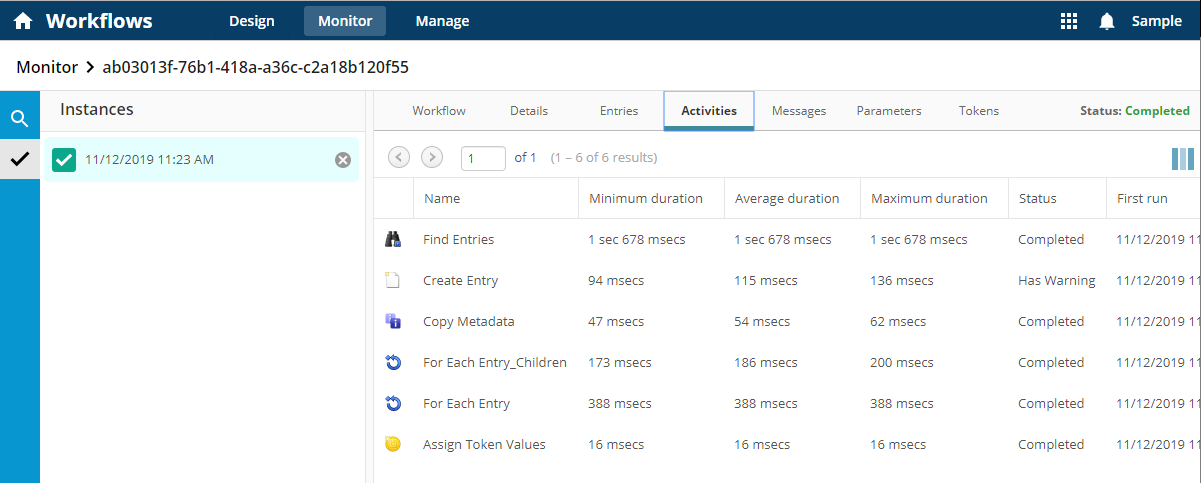 Workflows Design Monitor Manage Sample
Monitor > ab03013f-76b1-418a-a36c-c2a18b120f55
Instances
11/12/2019 11:23 AM
Workflow Details Entries Activities Messages Parameters Tokens Status: Completed
1 of 1 (1 – 6 of 6 results)
Name Minimum duration Average duration Maximum duration Status First run
Find Entries 1 sec 678 msecs 1 sec 678 msecs 1 sec 678 msecs Completed 11/12/2019 11
Create Entry 94 msecs 115 msecs 136 msecs Has Warning 11/12/2019 11
Copy Metadata 47 msecs 54 msecs 62 msecs Completed 11/12/2019 11
For Each Entry_Children 173 msecs 186 msecs 200 msecs Completed 11/12/2019 11
For Each Entry 388 msecs 388 msecs 388 msecs Completed 11/12/2019 11
Assign Token Values 16 msecs 16 msecs 16 msecs Completed 11/12/2019 11